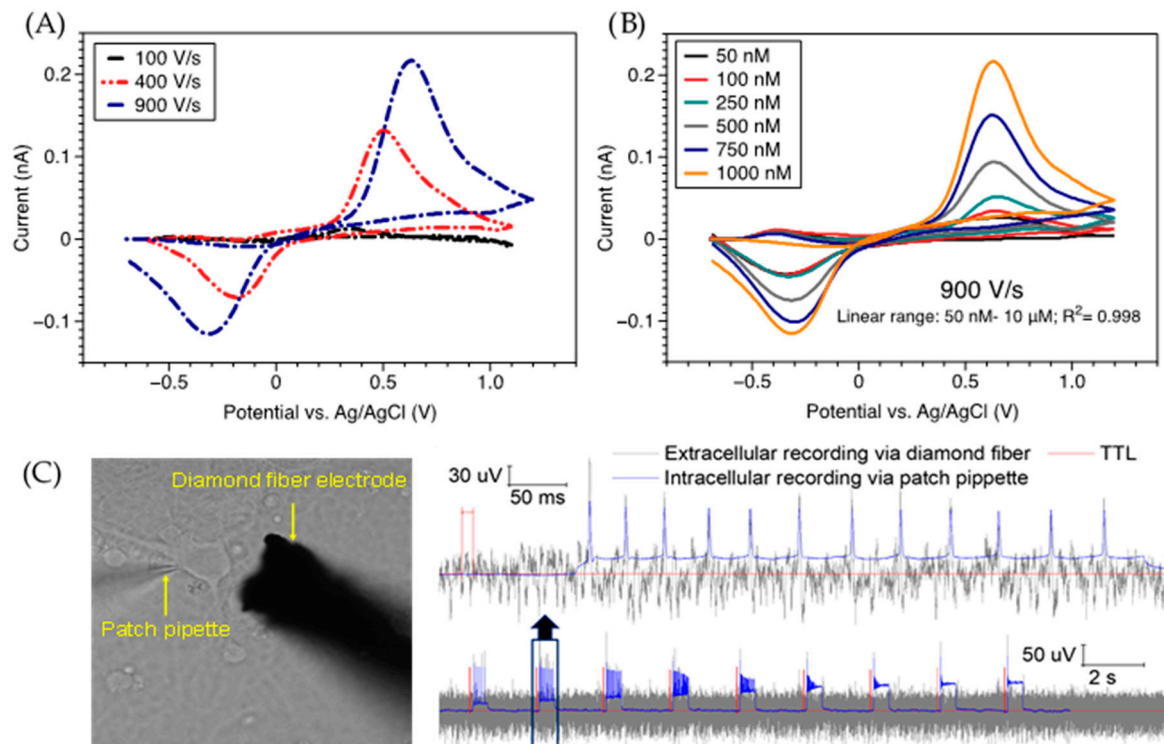 (A)
100 V/s
400 V/s
900 V/s
0.2
0.1
0
−0.1
Current (nA)
−0.5
0
0.5
1.0
Potential vs. Ag/AgCl (V)
(B)
50 nM
100 nM
250 nM
500 nM
750 nM
1000 nM
0.2
0.1
0
−0.1
Current (nA)
900 V/s
Linear range: 50 nM- 10 µM; R²= 0.998
−0.5
0
0.5
1.0
Potential vs. Ag/AgCl (V)
(C)
Diamond fiber electrode
Patch pipette
30 uV
50 ms
Extracellular recording via diamond fiber
TTL
Intracellular recording via patch pippette
50 uV
2 s